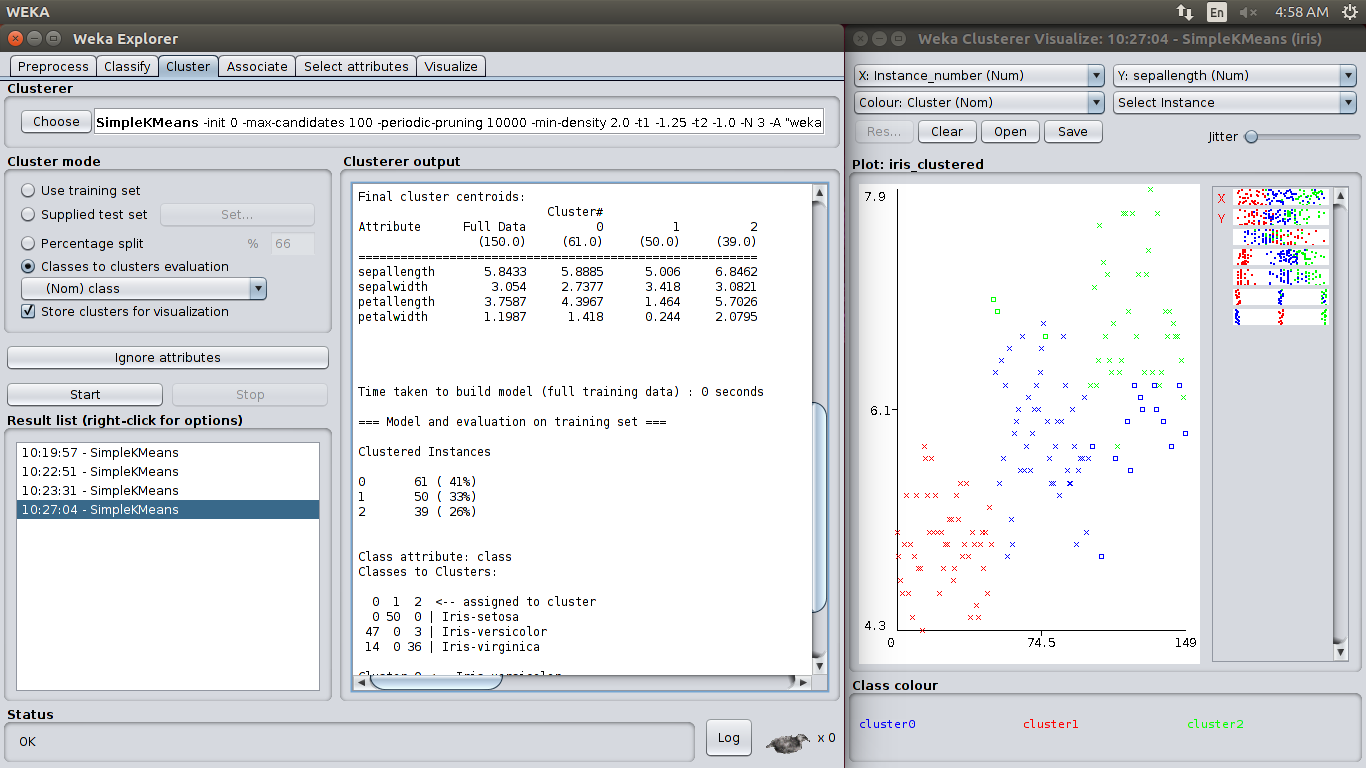 WEKA
En
4:58 AM
Weka Explorer
Preprocess Classify Cluster Associate Select attributes Visualize
Clusterer
Choose SimpleKMeans -init 0 -max-candidates 100 -periodic-pruning 10000 -min-density 2.0 -t1 -1.25 -t2 -1.0 -N 3 -A "weka
Cluster mode
Use training set
Supplied test set Set...
Percentage split % 66
Classes to clusters evaluation
(Nom) class
Store clusters for visualization
Ignore attributes
Start Stop
Result list (right-click for options)
10:19:57 - SimpleKMeans
10:22:51 - SimpleKMeans
10:23:31 - SimpleKMeans
10:27:04 - SimpleKMeans
Clusterer output
Final cluster centroids:
Cluster#
Attribute Full Data 0 1 2
(150.0) (61.0) (50.0) (39.0)
==========================================================
sepallength 5.8433 5.8885 5.006 6.8462
sepalwidth 3.054 2.7377 3.418 3.0821
petallength 3.7587 4.3967 1.464 5.7026
petalwidth 1.1987 1.418 0.244 2.0795
Time taken to build model (full training data) : 0 seconds
=== Model and evaluation on training set ===
Clustered Instances
0 61 ( 41%)
1 50 ( 33%)
2 39 ( 26%)
Class attribute: class
Classes to Clusters:
0 1 2 <-- assigned to cluster
0 50 0 | Iris-setosa
47 0 3 | Iris-versicolor
14 0 36 | Iris-virginica
Status
OK
Log
x 0
Weka Clusterer Visualize: 10:27:04 - SimpleKMeans (iris)
X: Instance_number (Num) Y: sepallength (Num)
Colour: Cluster (Nom) Select Instance
Res... Clear Open Save
Jitter
Plot: iris_clustered
7.9
6.1
4.3
0 74.5 149
X
Y
Class colour
cluster0 cluster1 cluster2